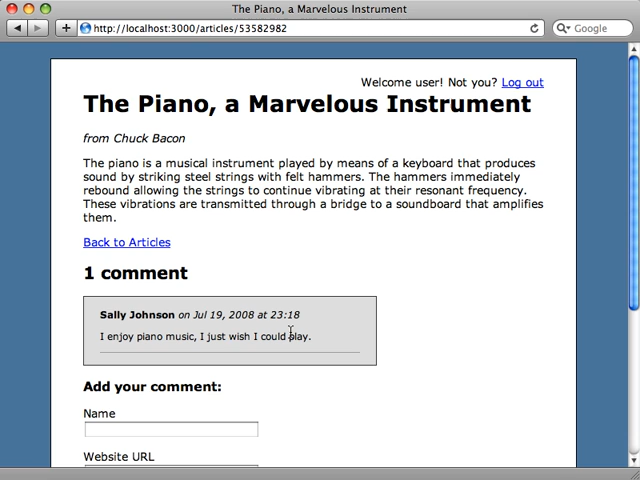 The Piano, a Marvelous Instrument
http://localhost:3000/articles/53582982
Google
Welcome user! Not you? Log out
The Piano, a Marvelous Instrument
from Chuck Bacon
The piano is a musical instrument played by means of a keyboard that produces
sound by striking steel strings with felt hammers. The hammers immediately
rebound allowing the strings to continue vibrating at their resonant frequency.
These vibrations are transmitted through a bridge to a soundboard that amplifies
them.
Back to Articles
1 comment
Sally Johnson on Jul 19, 2008 at 23:18
I enjoy piano music, I just wish I could play.
Add your comment:
Name
Website URL